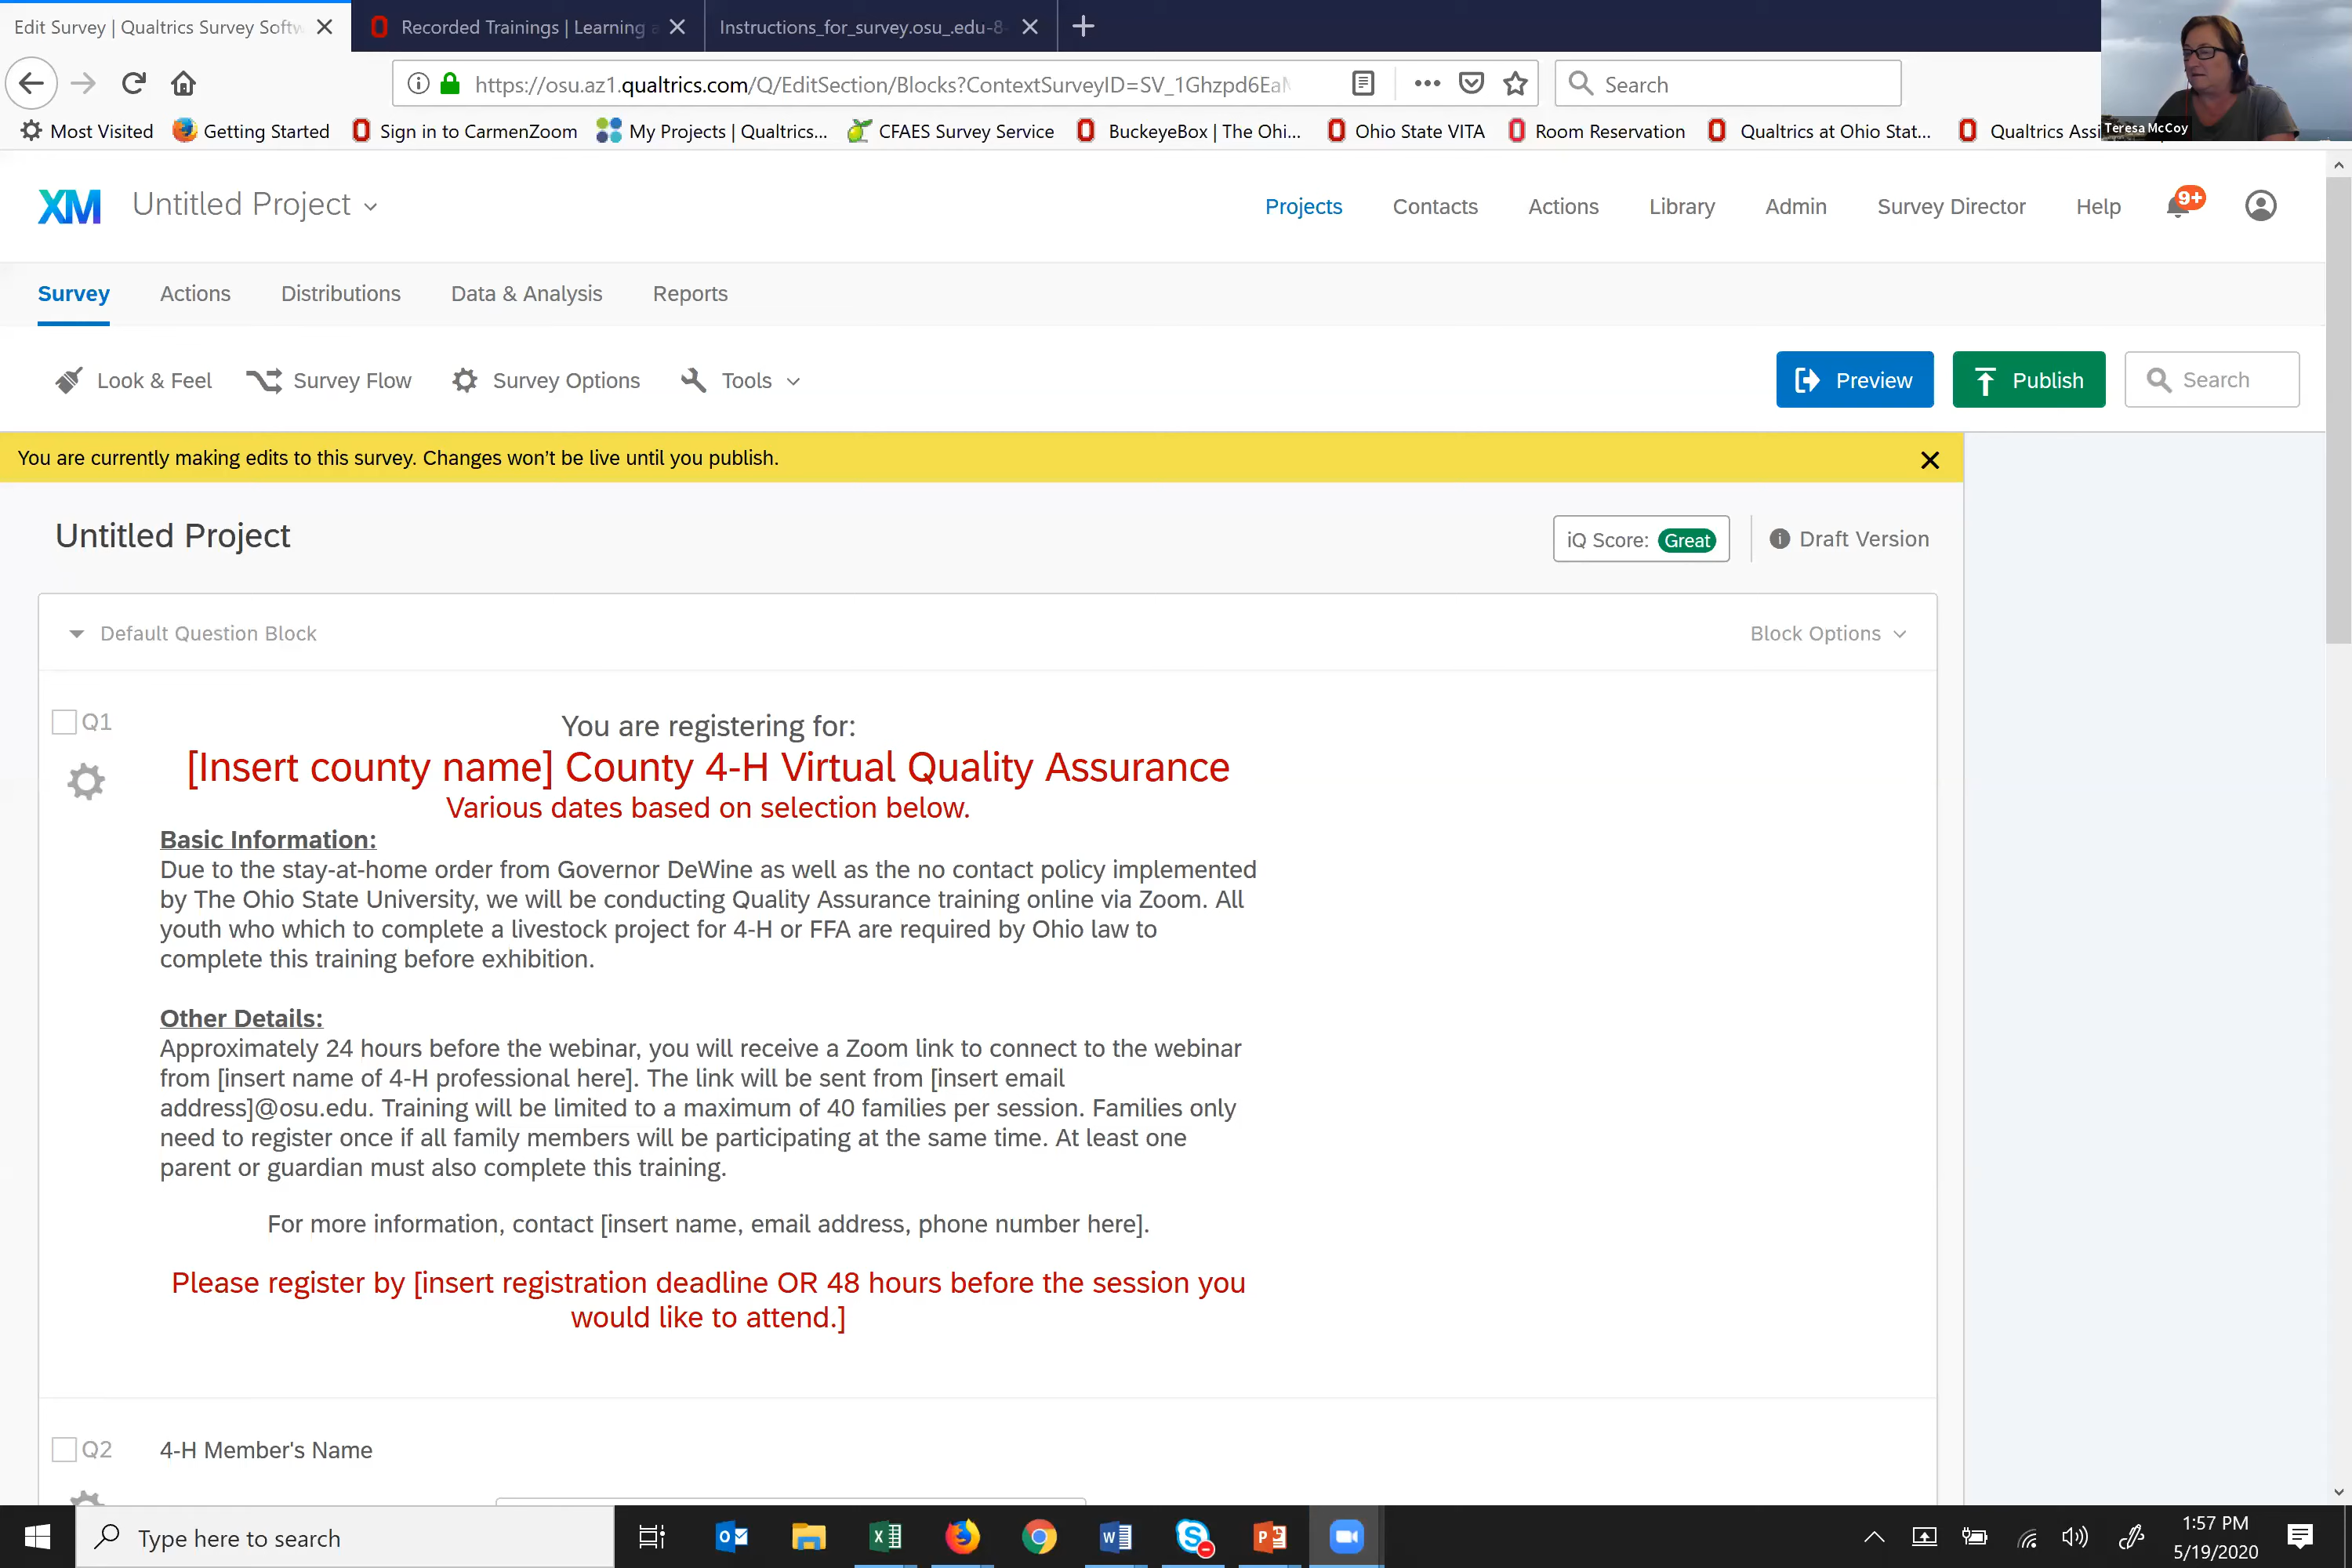 Edit Survey | Qualtrics Survey Softw
Recorded Trainings | Learning a
Instructions_for_survey.osu_.edu-8
https://osu.az1.qualtrics.com/Q/EditSection/Blocks?ContextSurveyID=SV_1Ghzpd6Ea
Search
Most Visited
Getting Started
Sign in to CarmenZoom
My Projects | Qualtrics...
CFAES Survey Service
BuckeyeBox | The Ohi...
Ohio State VITA
Room Reservation
Qualtrics at Ohio Stat...
Qualtrics Assi
Teresa McCoy
XM Untitled Project
Projects
Contacts
Actions
Library
Admin
Survey Director
Help
9+
Survey
Actions
Distributions
Data & Analysis
Reports
Look & Feel
Survey Flow
Survey Options
Tools
Preview
Publish
Search
You are currently making edits to this survey. Changes won't be live until you publish.
Untitled Project
iQ Score: Great
Draft Version
Default Question Block
Block Options
Q1
You are registering for:
[Insert county name] County 4-H Virtual Quality Assurance
Various dates based on selection below.
Basic Information:
Due to the stay-at-home order from Governor DeWine as well as the no contact policy implemented
by The Ohio State University, we will be conducting Quality Assurance training online via Zoom. All
youth who which to complete a livestock project for 4-H or FFA are required by Ohio law to
complete this training before exhibition.
Other Details:
Approximately 24 hours before the webinar, you will receive a Zoom link to connect to the webinar
from [insert name of 4-H professional here]. The link will be sent from [insert email
address]@osu.edu. Training will be limited to a maximum of 40 families per session. Families only
need to register once if all family members will be participating at the same time. At least one
parent or guardian must also complete this training.
For more information, contact [insert name, email address, phone number here].
Please register by [insert registration deadline OR 48 hours before the session you
would like to attend.]
Q2
4-H Member's Name
Type here to search
1:57 PM
5/19/2020